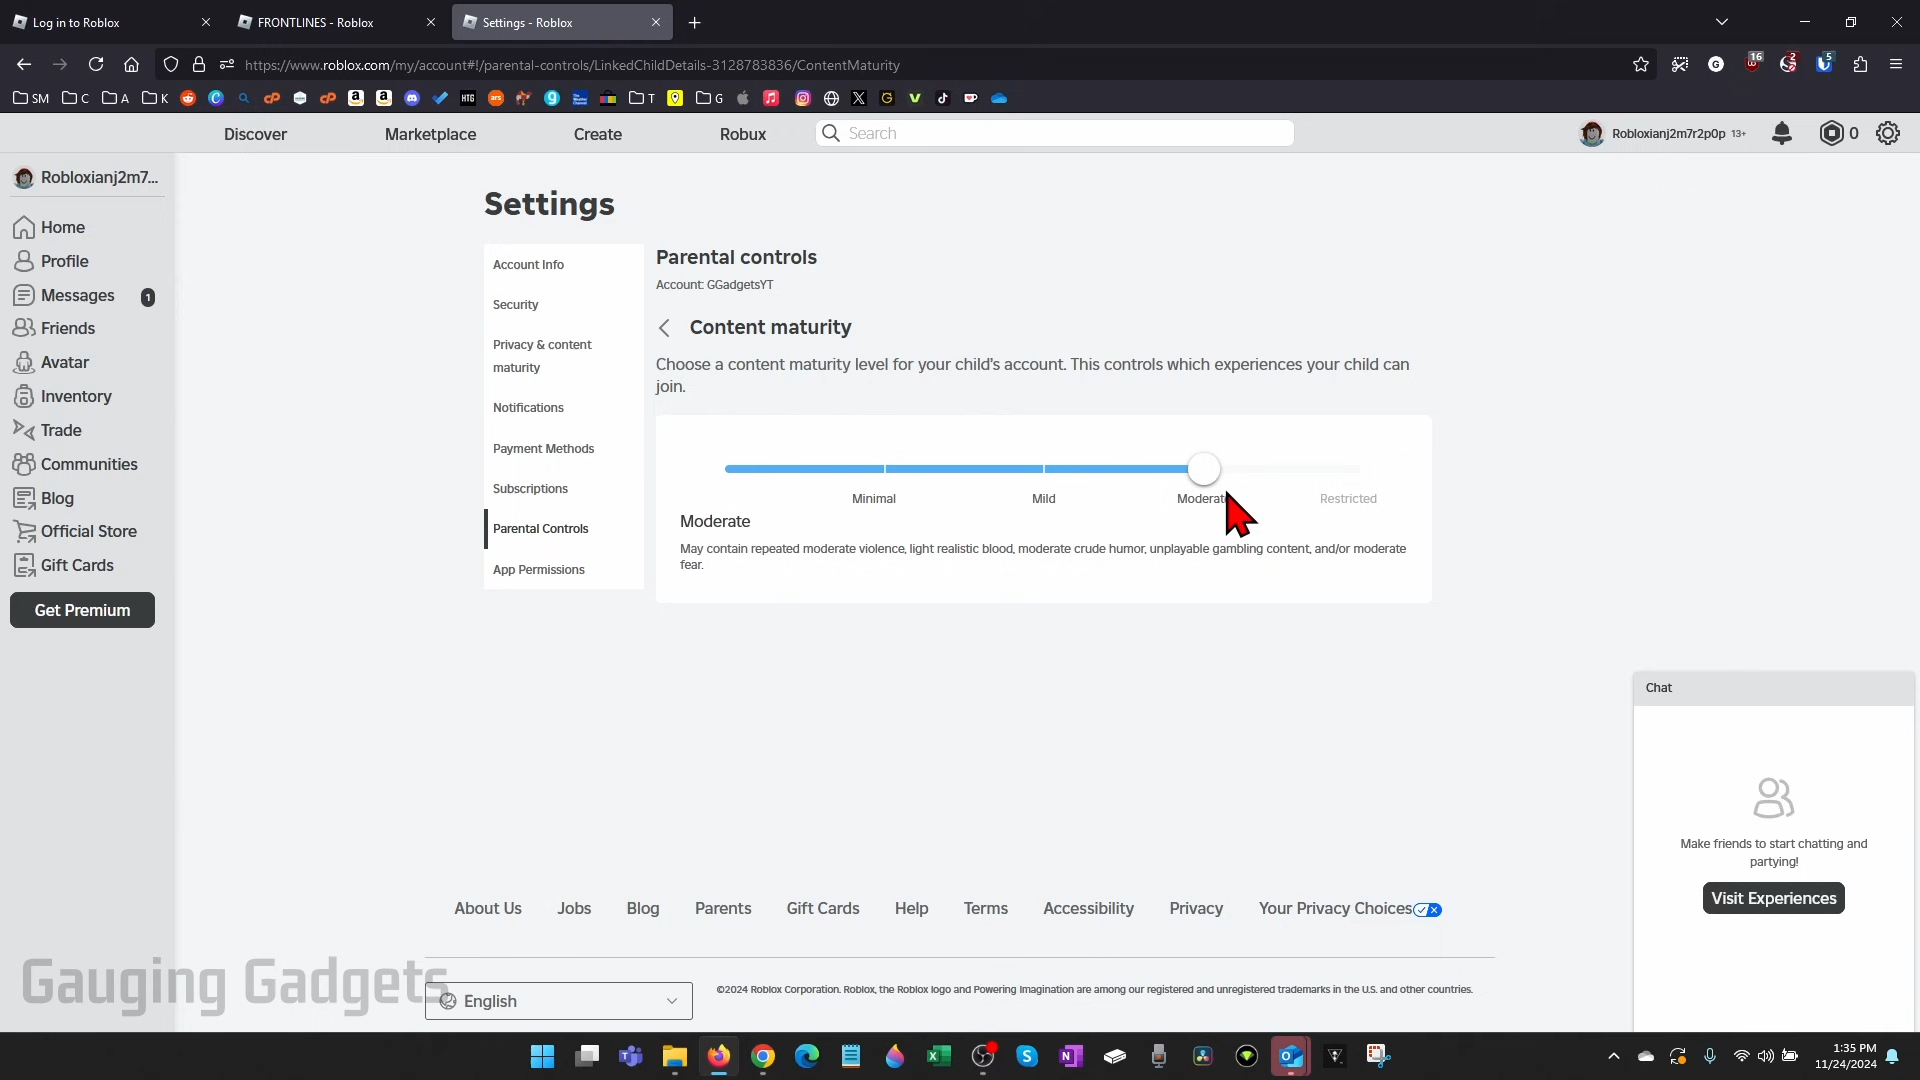 Log in to Roblox
FRONTLINES - Roblox
Settings - Roblox
https://www.roblox.com/my/account#!/parental-controls/LinkedChildDetails-3128783836/ContentMaturity
16
2
5
SM
C
A
K
HTG
ars
T
G
Discover
Marketplace
Create
Robux
Search
Robloxianj2m7r2p0p 13+
0
Robloxianj2m7...
Home
Profile
Messages 1
Friends
Avatar
Inventory
Trade
Communities
Blog
Official Store
Gift Cards
Get Premium
Settings
Account Info
Security
Privacy & content
maturity
Notifications
Payment Methods
Subscriptions
Parental Controls
App Permissions
Parental controls
Account: GGadgetsYT
Content maturity
Choose a content maturity level for your child's account. This controls which experiences your child can
join.
Minimal
Mild
Moderate
Restricted
Moderate
May contain repeated moderate violence, light realistic blood, moderate crude humor, unplayable gambling content, and/or moderate
fear.
Chat
Make friends to start chatting and
partying!
Visit Experiences
About Us
Jobs
Blog
Parents
Gift Cards
Help
Terms
Accessibility
Privacy
Your Privacy Choices
Gauging Gadgets
English
©2024 Roblox Corporation. Roblox, the Roblox logo and Powering Imagination are among our registered and unregistered trademarks in the U.S. and other countries.
1:35 PM
11/24/2024